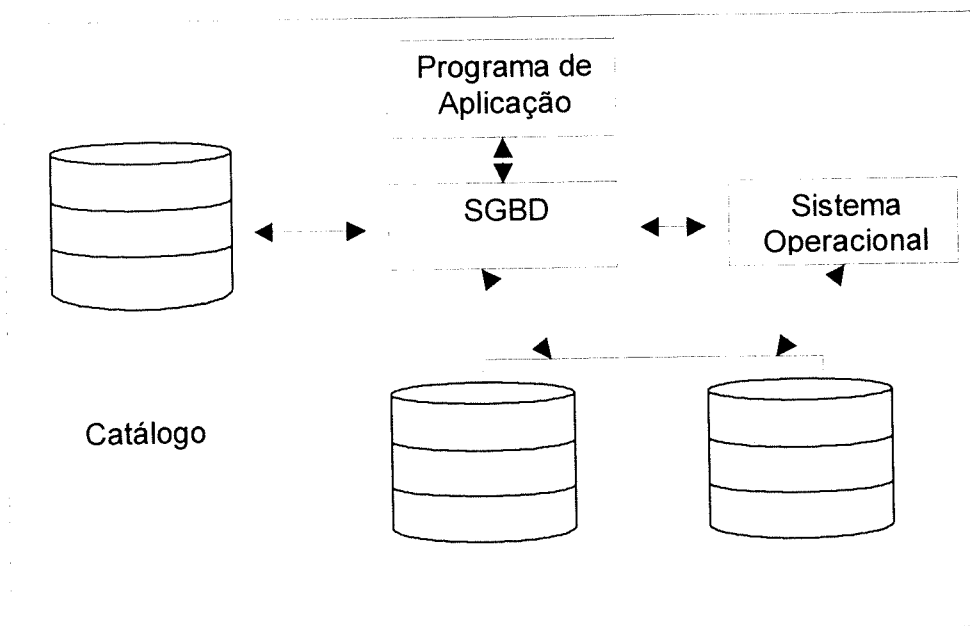 Programa de
Aplicação
SGBD
Sistema
Operacional
Catálogo